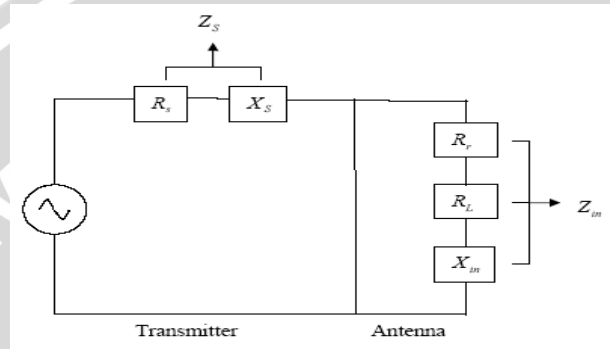 Z_S
R_s
X_S
R_r
R_L
X_in
Z_in
Transmitter
Antenna